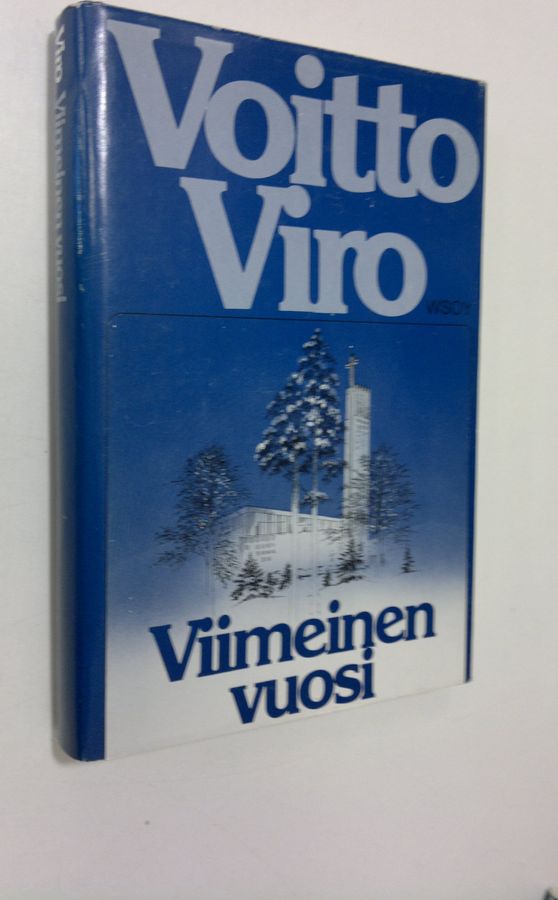 Voitto
Viro
WSOY
Viimeinen
vuosi
Viro Viimeinen vuosi